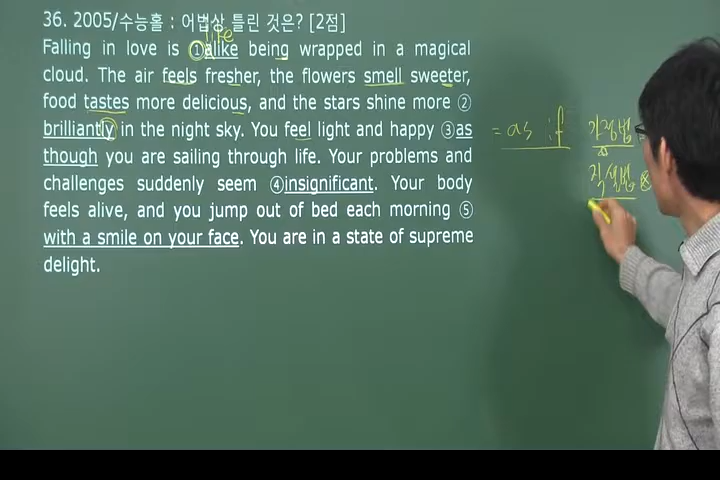 36. 2005/수능홀 : 어법상 틀린 것은? [2점]
like
Falling in love is ①alike being wrapped in a magical
cloud. The air feels fresher, the flowers smell sweeter,
food tastes more delicious, and the stars shine more ②
brilliantly in the night sky. You feel light and happy ③as
though you are sailing through life. Your problems and
challenges suddenly seem ④insignificant. Your body
feels alive, and you jump out of bed each morning ⑤
with a smile on your face. You are in a state of supreme
delight.
= as if 가정법
직설법